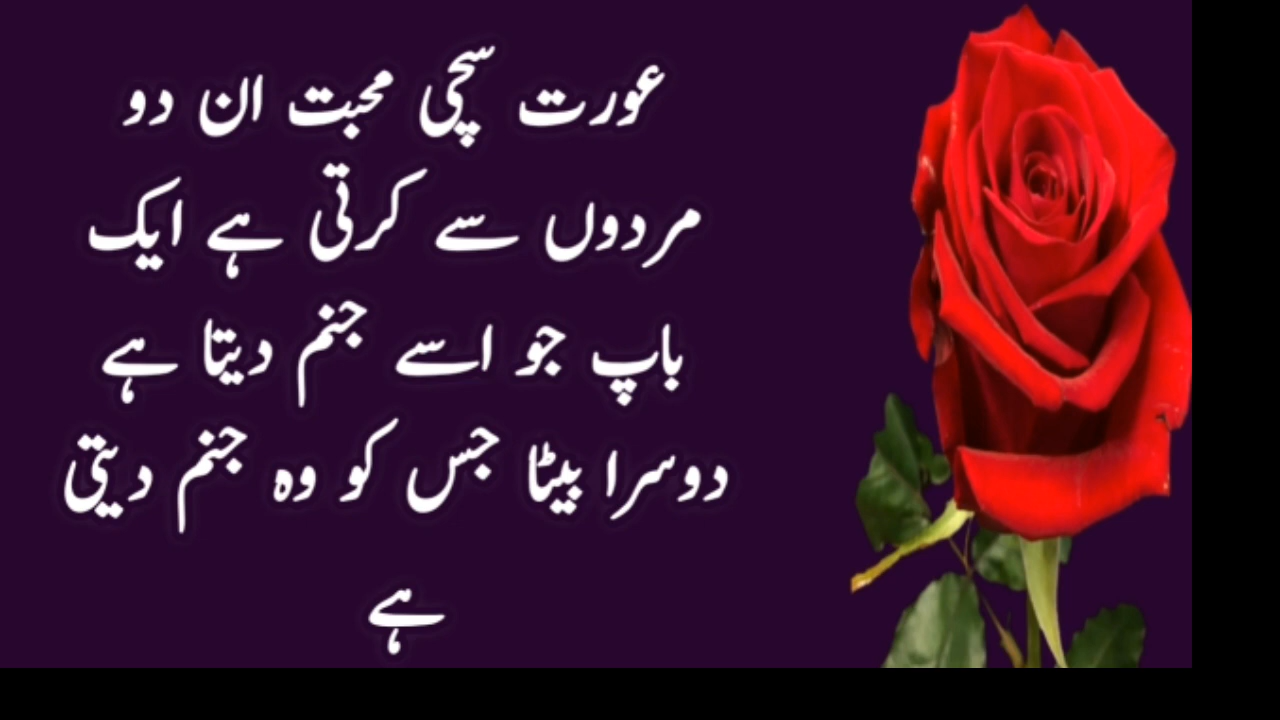 عورت سچی محبت ان دو
مردوں سے کرتی ہے ایک
باپ جو اسے جنم دیتا ہے
دوسرا بیٹا جس کو وہ جنم دیتی
ہے